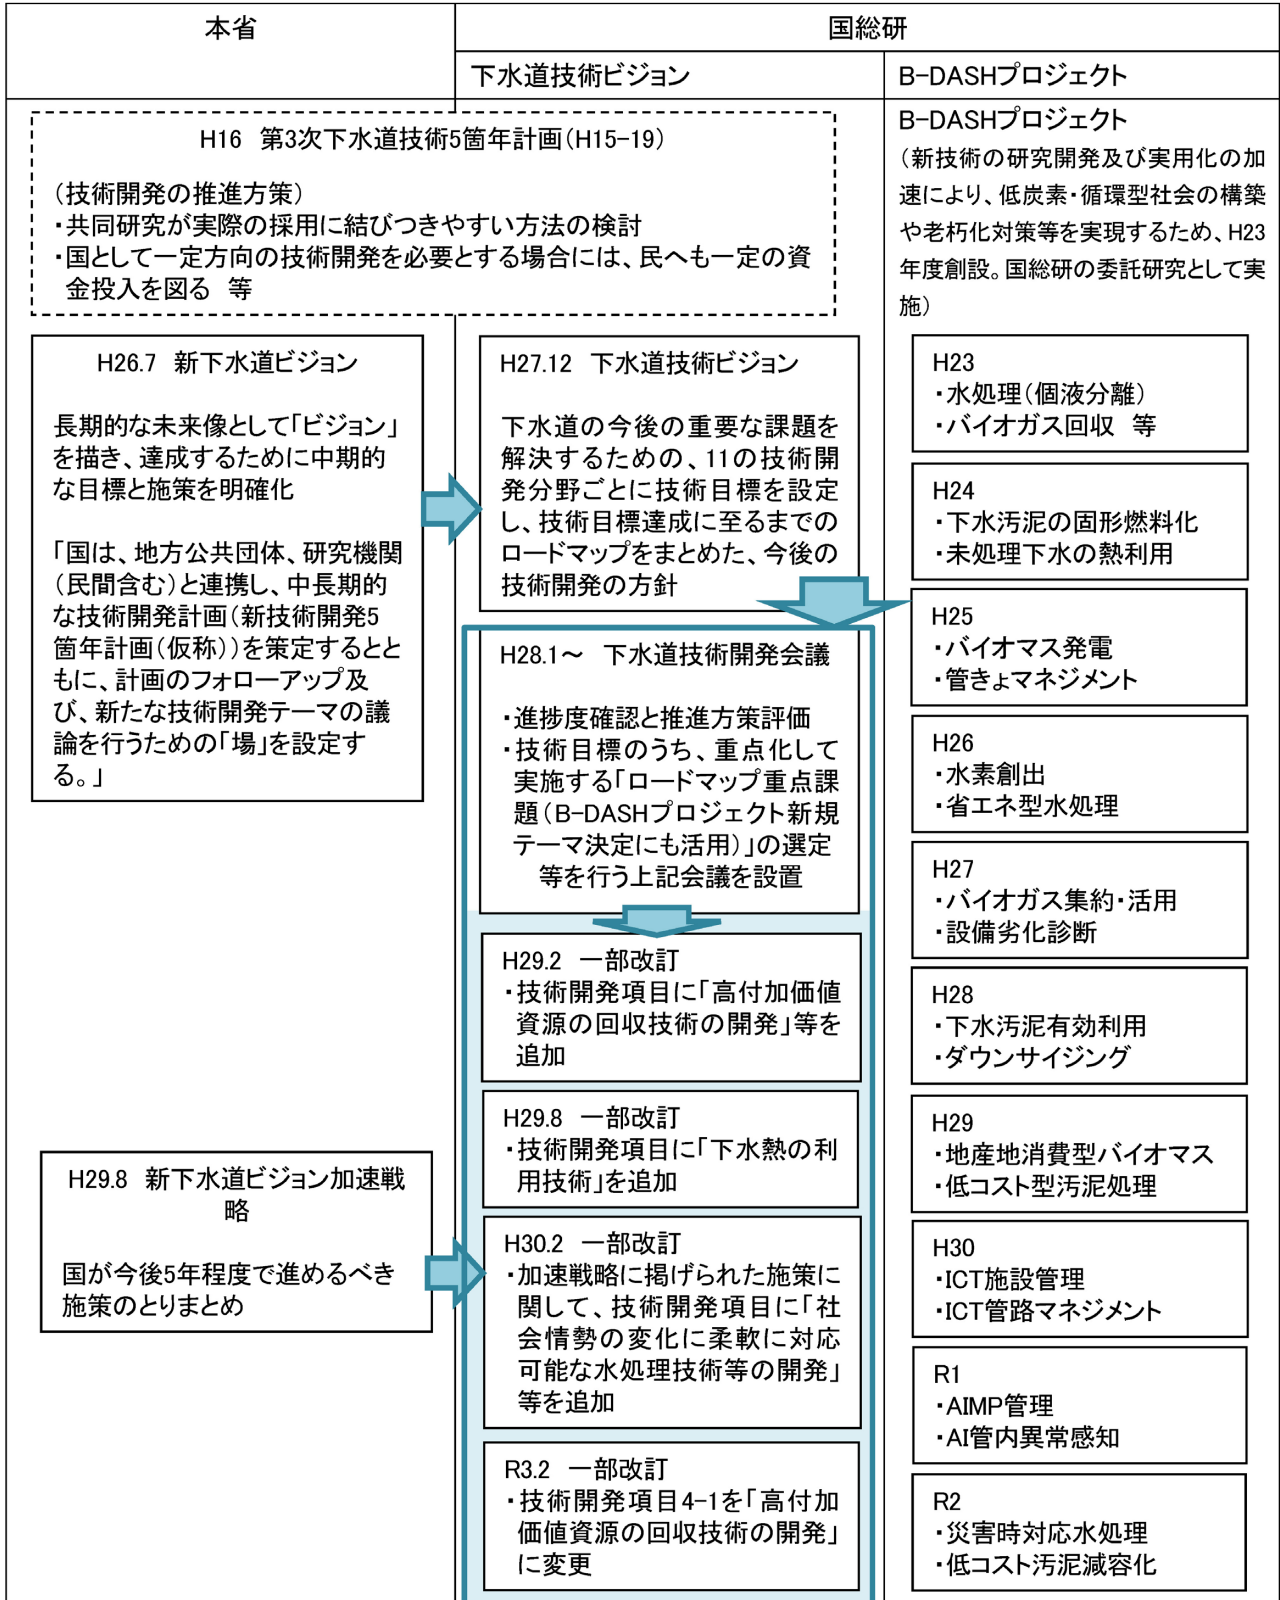 本省
国総研
下水道技術ビジョン
B-DASHプロジェクト
H16 第3次下水道技術5箇年計画(H15-19)
(技術開発の推進方策)
・共同研究が実際の採用に結びつきやすい方法の検討
・国として一定方向の技術開発を必要とする場合には、民へも一定の資
金投入を図る 等
B-DASHプロジェクト
(新技術の研究開発及び実用化の加
速により、低炭素・循環型社会の構築
や老朽化対策等を実現するため、H23
年度創設。国総研の委託研究として実
施)
H26.7 新下水道ビジョン
長期的な未来像として「ビジョン」
を描き、達成するために中期的
な目標と施策を明確化
「国は、地方公共団体、研究機関
(民間含む)と連携し、中長期的
な技術開発計画(新技術開発5
箇年計画(仮称))を策定するとと
もに、計画のフォローアップ及
び、新たな技術開発テーマの議
論を行うための「場」を設定す
る。」
H29.8 新下水道ビジョン加速戦
略
国が今後5年程度で進めるべき
施策のとりまとめ
H27.12 下水道技術ビジョン
下水道の今後の重要な課題を
解決するための、11の技術開
発分野ごとに技術目標を設定
し、技術目標達成に至るまでの
ロードマップをまとめた、今後の
技術開発の方針
H28.1～ 下水道技術開発会議
・進捗度確認と推進方策評価
・技術目標のうち、重点化して
実施する「ロードマップ重点課
題(B-DASHプロジェクト新規
テーマ決定にも活用)」の選定
等を行う上記会議を設置
H29.2 一部改訂
・技術開発項目に「高付加価値
資源の回収技術の開発」等を
追加
H29.8 一部改訂
・技術開発項目に「下水熱の利
用技術」を追加
H30.2 一部改訂
・加速戦略に掲げられた施策に
関して、技術開発項目に「社
会情勢の変化に柔軟に対応
可能な水処理技術等の開発」
等を追加
R3.2 一部改訂
・技術開発項目4-1を「高付加
価値資源の回収技術の開発」
に変更
H23
・水処理(個液分離)
・バイオガス回収 等
H24
・下水汚泥の固形燃料化
・未処理下水の熱利用
H25
・バイオマス発電
・管きょマネジメント
H26
・水素創出
・省エネ型水処理
H27
・バイオガス集約・活用
・設備劣化診断
H28
・下水汚泥有効利用
・ダウンサイジング
H29
・地産地消費型バイオマス
・低コスト型汚泥処理
H30
・ICT施設管理
・ICT管路マネジメント
R1
・AIMP管理
・AI管内異常感知
R2
・災害時対応水処理
・低コスト汚泥減容化